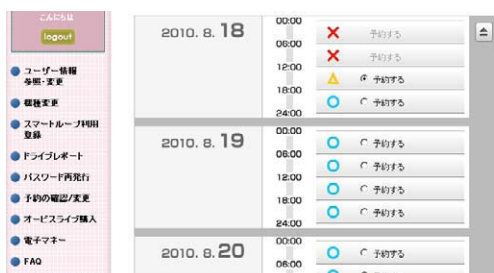 こんにちは
logout
ユーザー情報
参照・変更
機種変更
スマートループ利用
登録
ドライブレポート
パスワード再発行
予約の確認/変更
オービスライブ購入
電子マネー
FAQ
2010. 8. 18
00:00
予約する
06:00
予約する
12:00
予約する
18:00
予約する
24:00
2010. 8. 19
00:00
予約する
06:00
予約する
12:00
予約する
18:00
予約する
24:00
2010. 8. 20
00:00
予約する
06:00